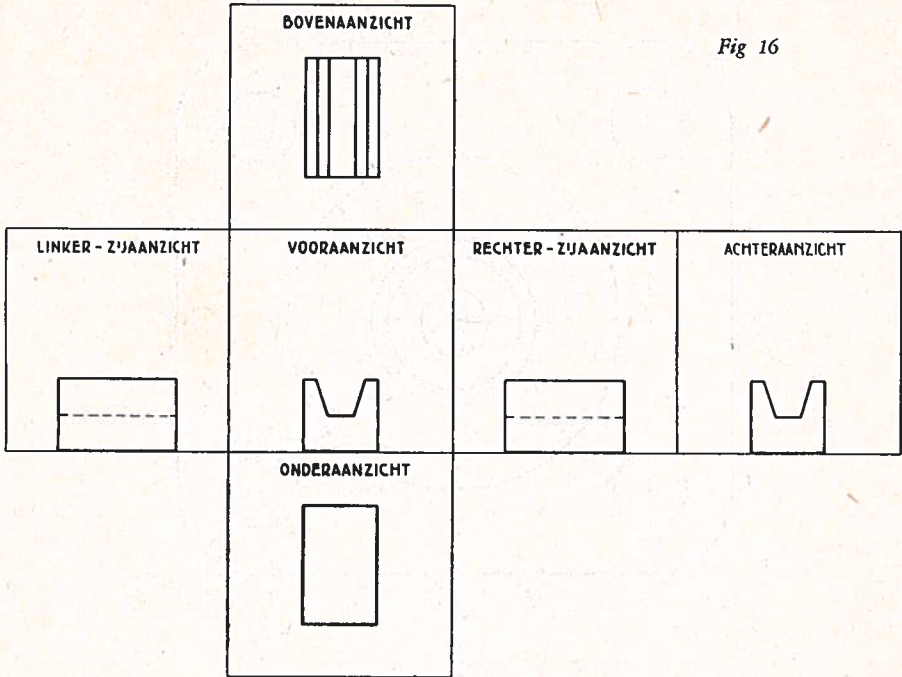 BOVENAANZICHT
Fig 16
LINKER - ZIJAANZICHT
VOORAANZICHT
RECHTER - ZIJAANZICHT
ACHTERAANZICHT
ONDERAANZICHT